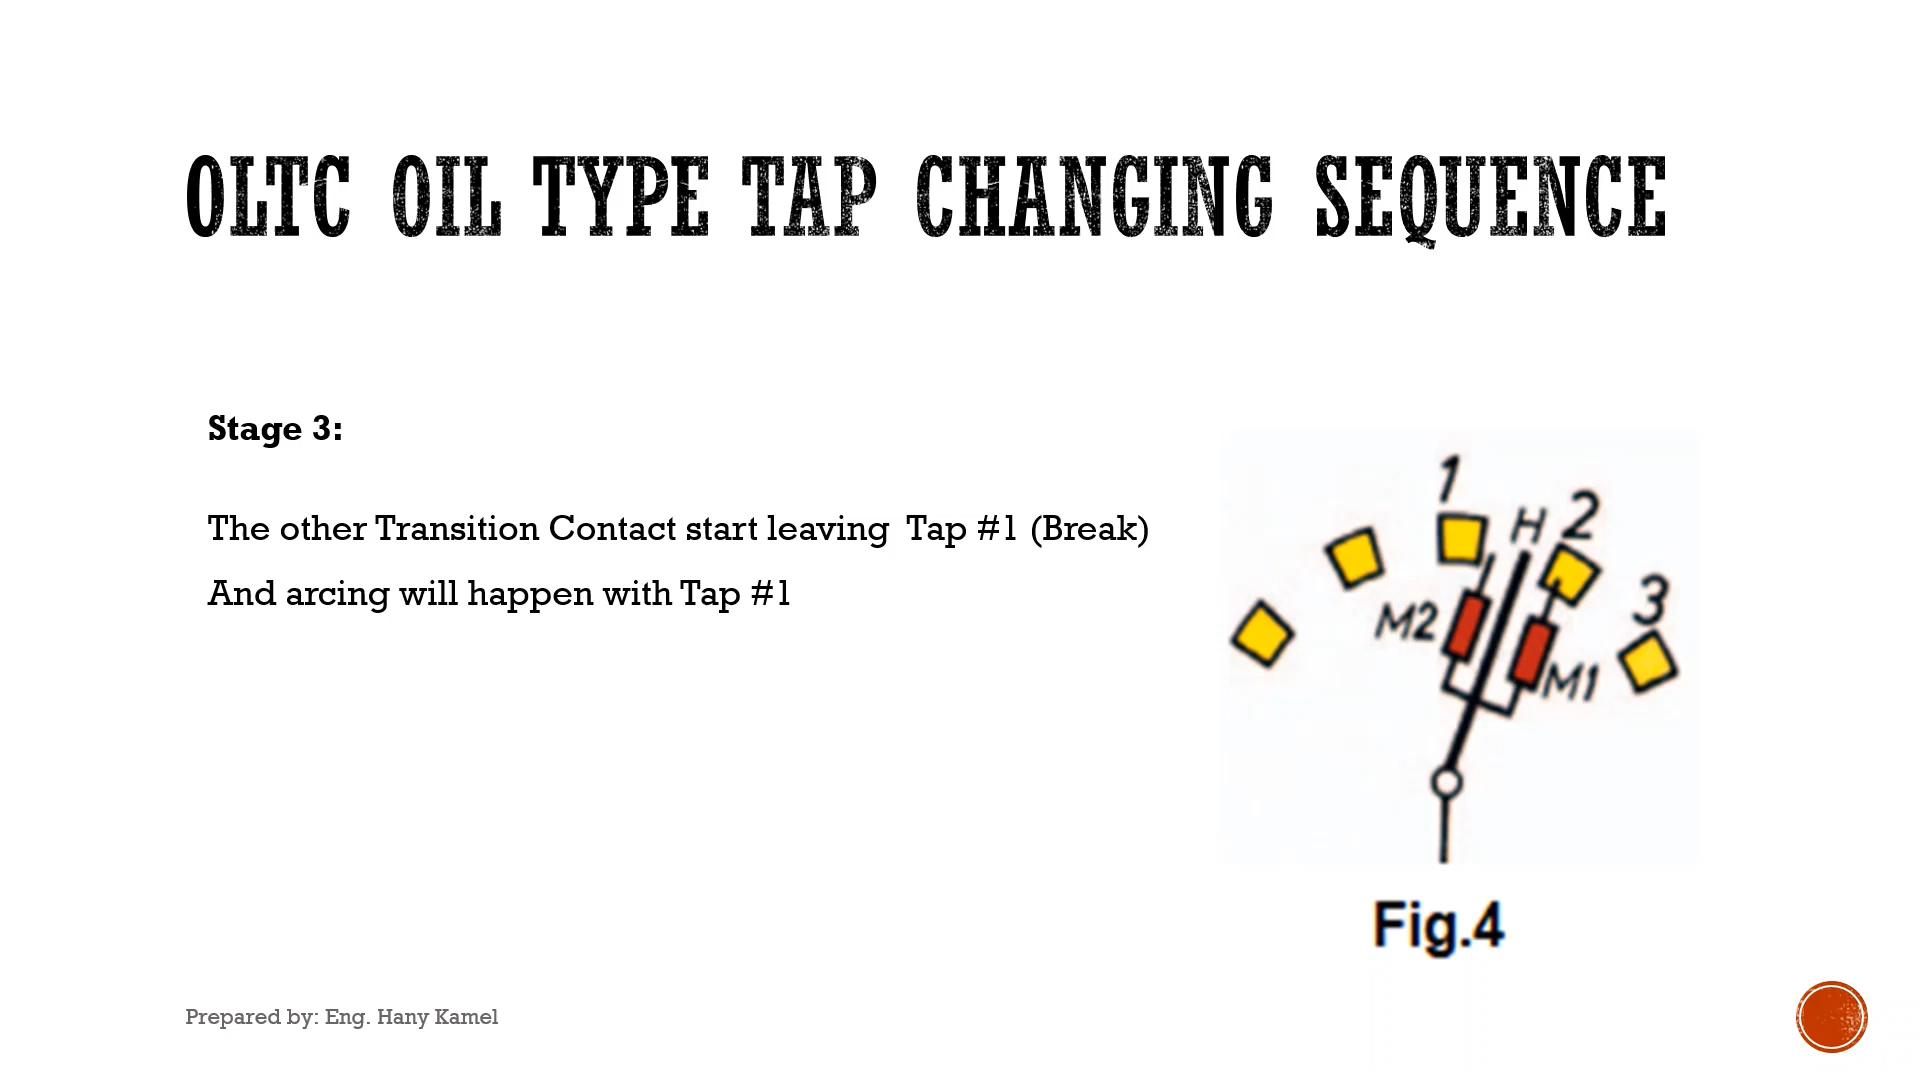 OLTC OIL TYPE TAP CHANGING SEQUENCE
Stage 3:
The other Transition Contact start leaving  Tap #1 (Break)
And arcing will happen with Tap #1
1
H
2
3
M2
M1
Fig.4
Prepared by: Eng. Hany Kamel